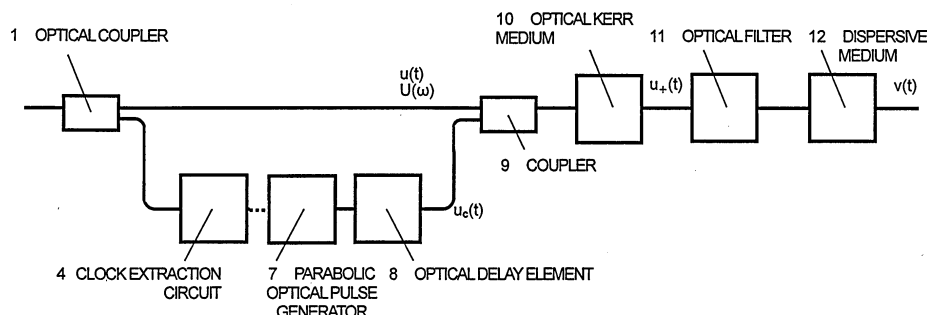 1 OPTICAL COUPLER
u(t)
U(ω)
10 OPTICAL KERR
MEDIUM
u+(t)
11 OPTICAL FILTER
12 DISPERSIVE
MEDIUM
v(t)
9 COUPLER
uc(t)
4 CLOCK EXTRACTION
CIRCUIT
7 PARABOLIC
OPTICAL PULSE
GENERATOR
8 OPTICAL DELAY ELEMENT